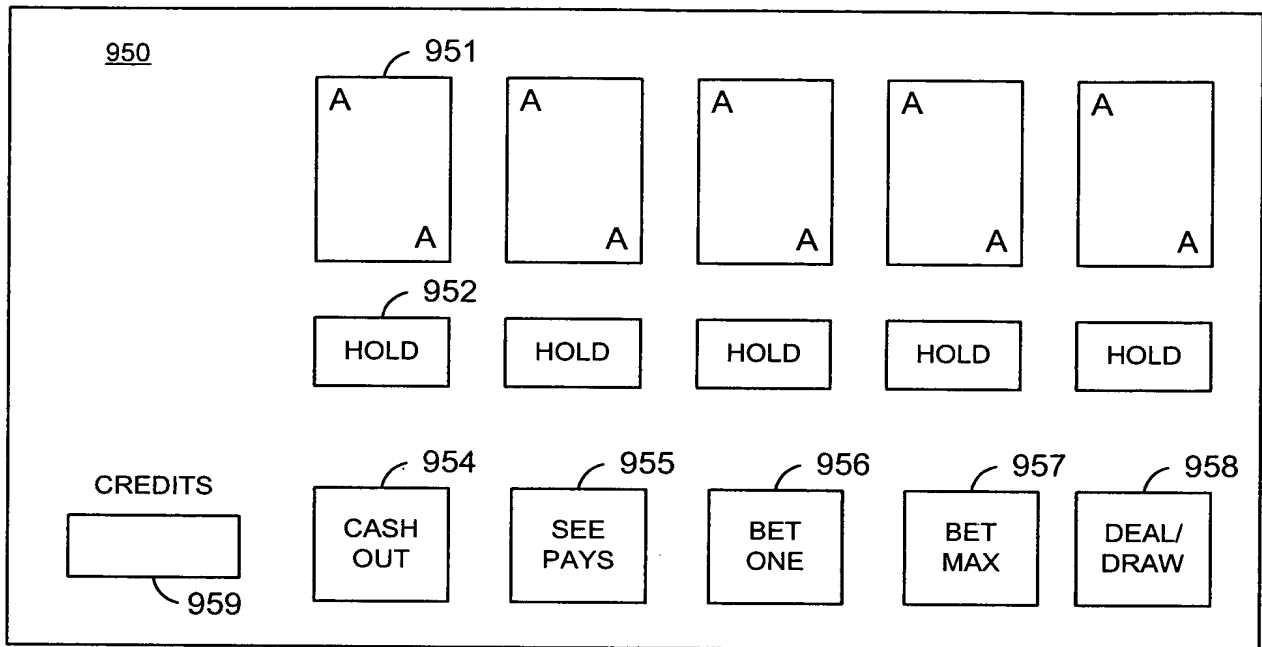 950
951
A A A A A
A A A A A
952
HOLD HOLD HOLD HOLD HOLD
954 955 956 957 958
CREDITS
CASH OUT
SEE PAYS
BET ONE
BET MAX
DEAL/ DRAW
959